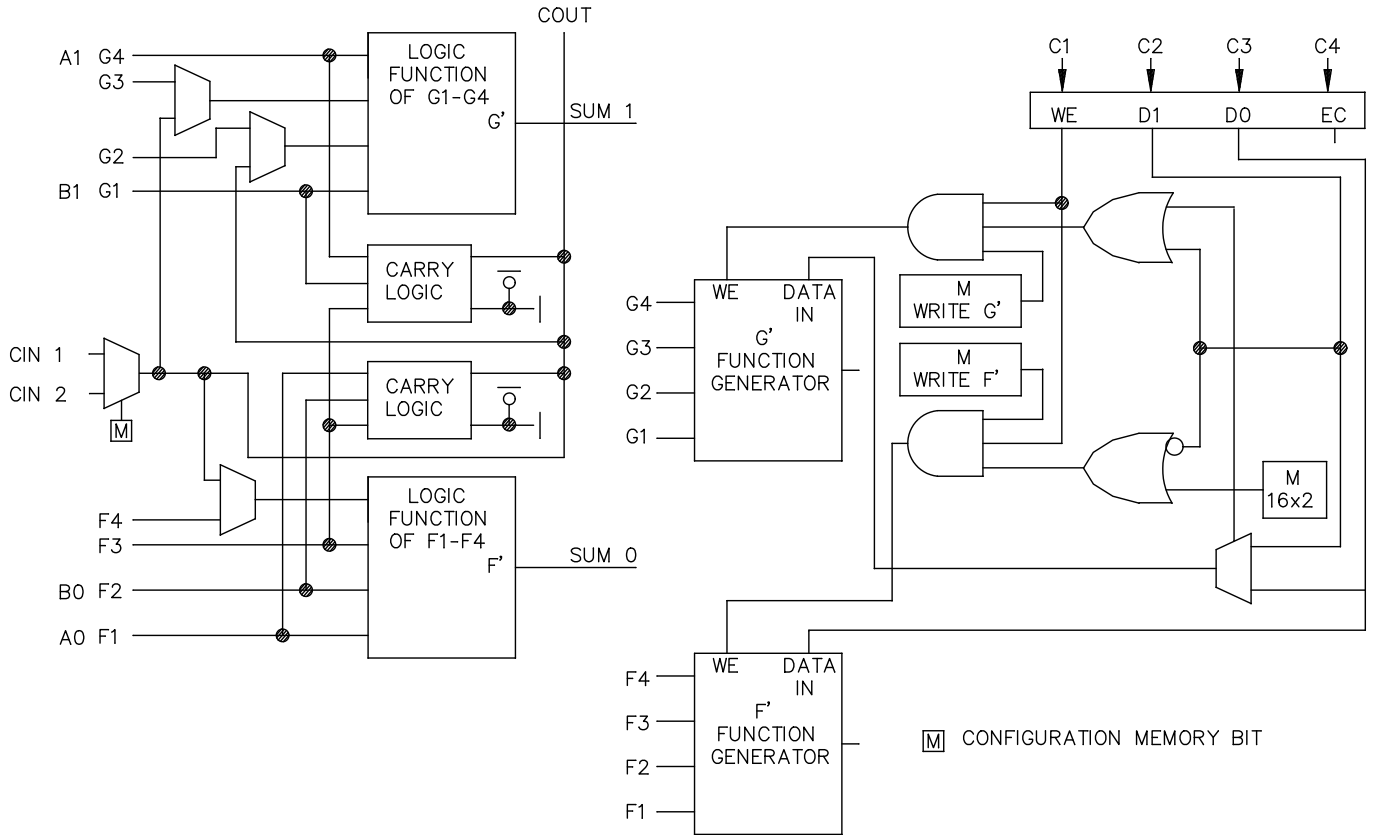 COUT
A1 G4
G3
G2
B1 G1
LOGIC
FUNCTION
OF G1-G4
G'
SUM 1
CARRY
LOGIC
CIN 1
CIN 2
M
CARRY
LOGIC
F4
F3
B0 F2
A0 F1
LOGIC
FUNCTION
OF F1-F4
F'
SUM 0
C1 C2 C3 C4
WE D1 D0 EC
M
WRITE G'
M
WRITE F'
G4
G3
G2
G1
WE DATA
IN
G'
FUNCTION
GENERATOR
M
16x2
F4
F3
F2
F1
WE DATA
IN
F'
FUNCTION
GENERATOR
M CONFIGURATION MEMORY BIT